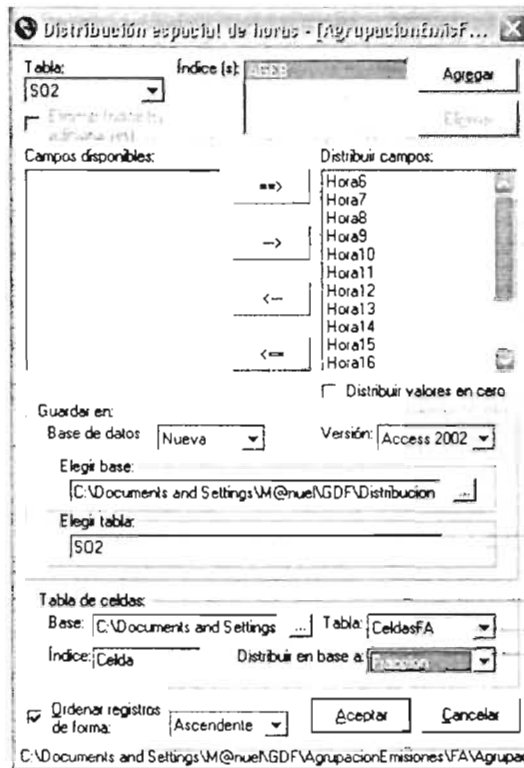 Distribución espacial de horas - [AgrupacionEmisF...
Tabla:
Índice (s):
AGEB
Agregar
SO2
Eliminar
Campos disponibles:
Distribuir campos:
==>
-->
<--
<==
Hora6
Hora7
Hora8
Hora9
Hora10
Hora11
Hora12
Hora13
Hora14
Hora15
Hora16
Distribuir valores en cero
Guardar en:
Base de datos
Nueva
Versión:
Access 2002
Elegir base:
C:\Documents and Settings\M@nuel\GDF\Distribucion
...
Elegir tabla:
SO2
Tabla de celdas:
Base:
C:\Documents and Settings
...
Tabla:
CeldasFA
Índice:
Celda
Distribuir en base a:
Fraccion
Ordenar registros
de forma:
Ascendente
Aceptar
Cancelar
C:\Documents and Settings\M@nuel\GDF\AgrupacionEmisiones\FA\Agrupac